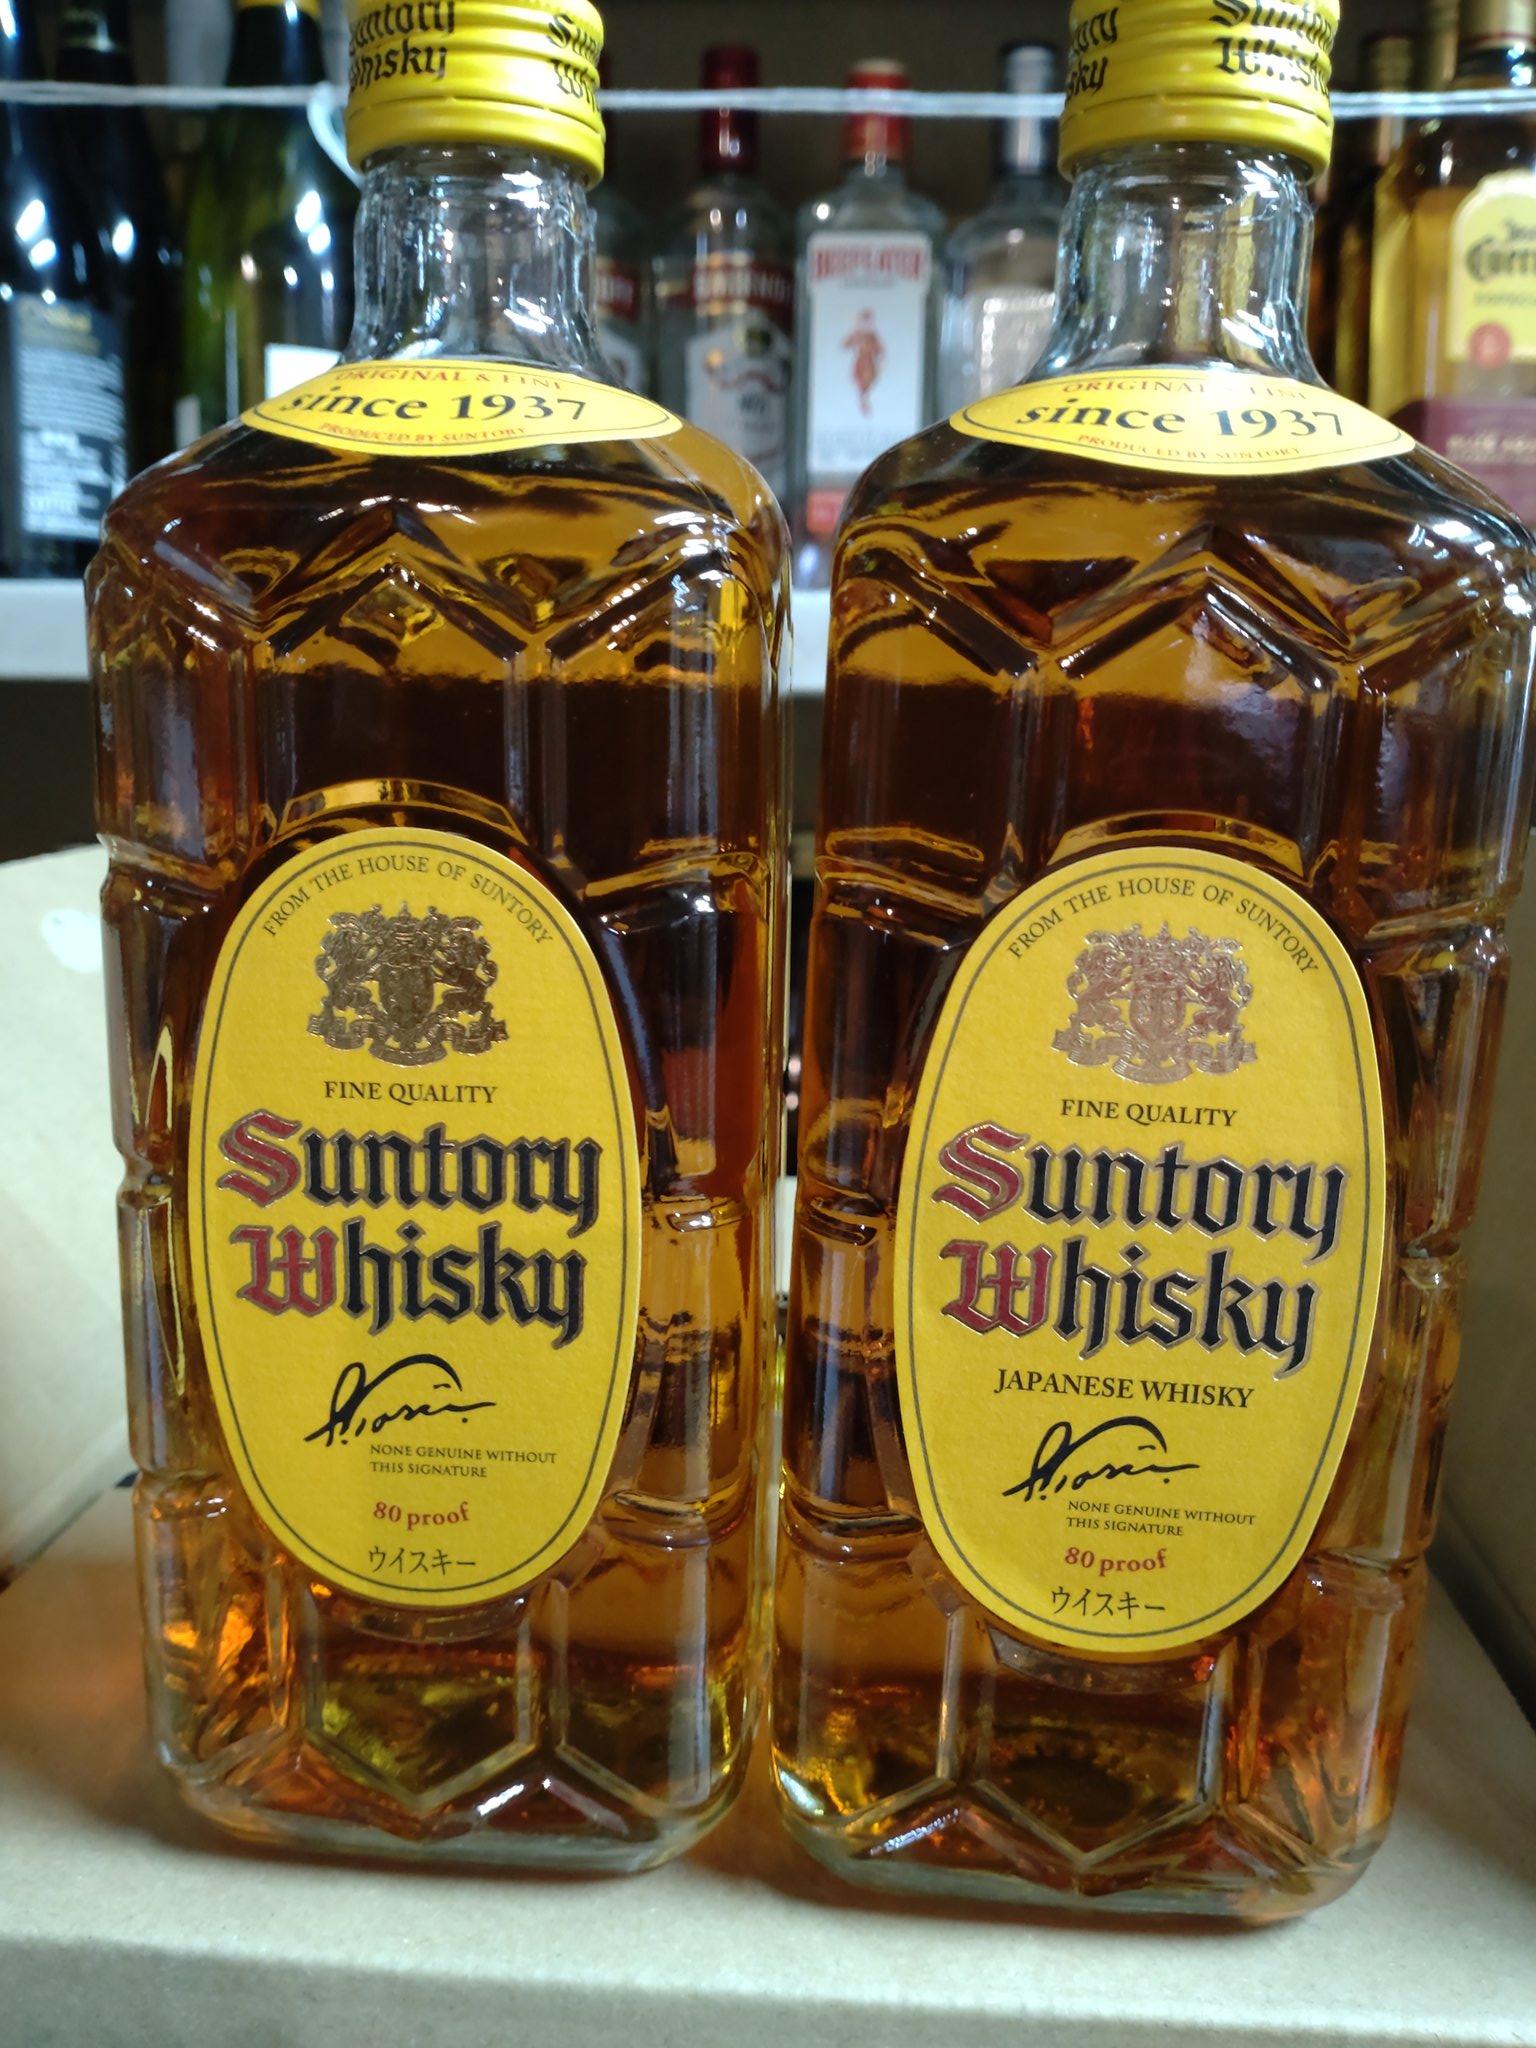 Suntory
Whisky
Whisky
ORIGINAL & FINE
since 1937
PRODUCED BY SUNTORY
FROM THE HOUSE OF SUNTORY
FINE QUALITY
Suntory
Whisky
NONE GENUINE WITHOUT
THIS SIGNATURE
80 proof
ウイスキー
ORIGINAL & FINE
since 1937
PRODUCED BY SUNTORY
FROM THE HOUSE OF SUNTORY
FINE QUALITY
Suntory
Whisky
JAPANESE WHISKY
NONE GENUINE WITHOUT
THIS SIGNATURE
80 proof
ウイスキー
BEEFEATER